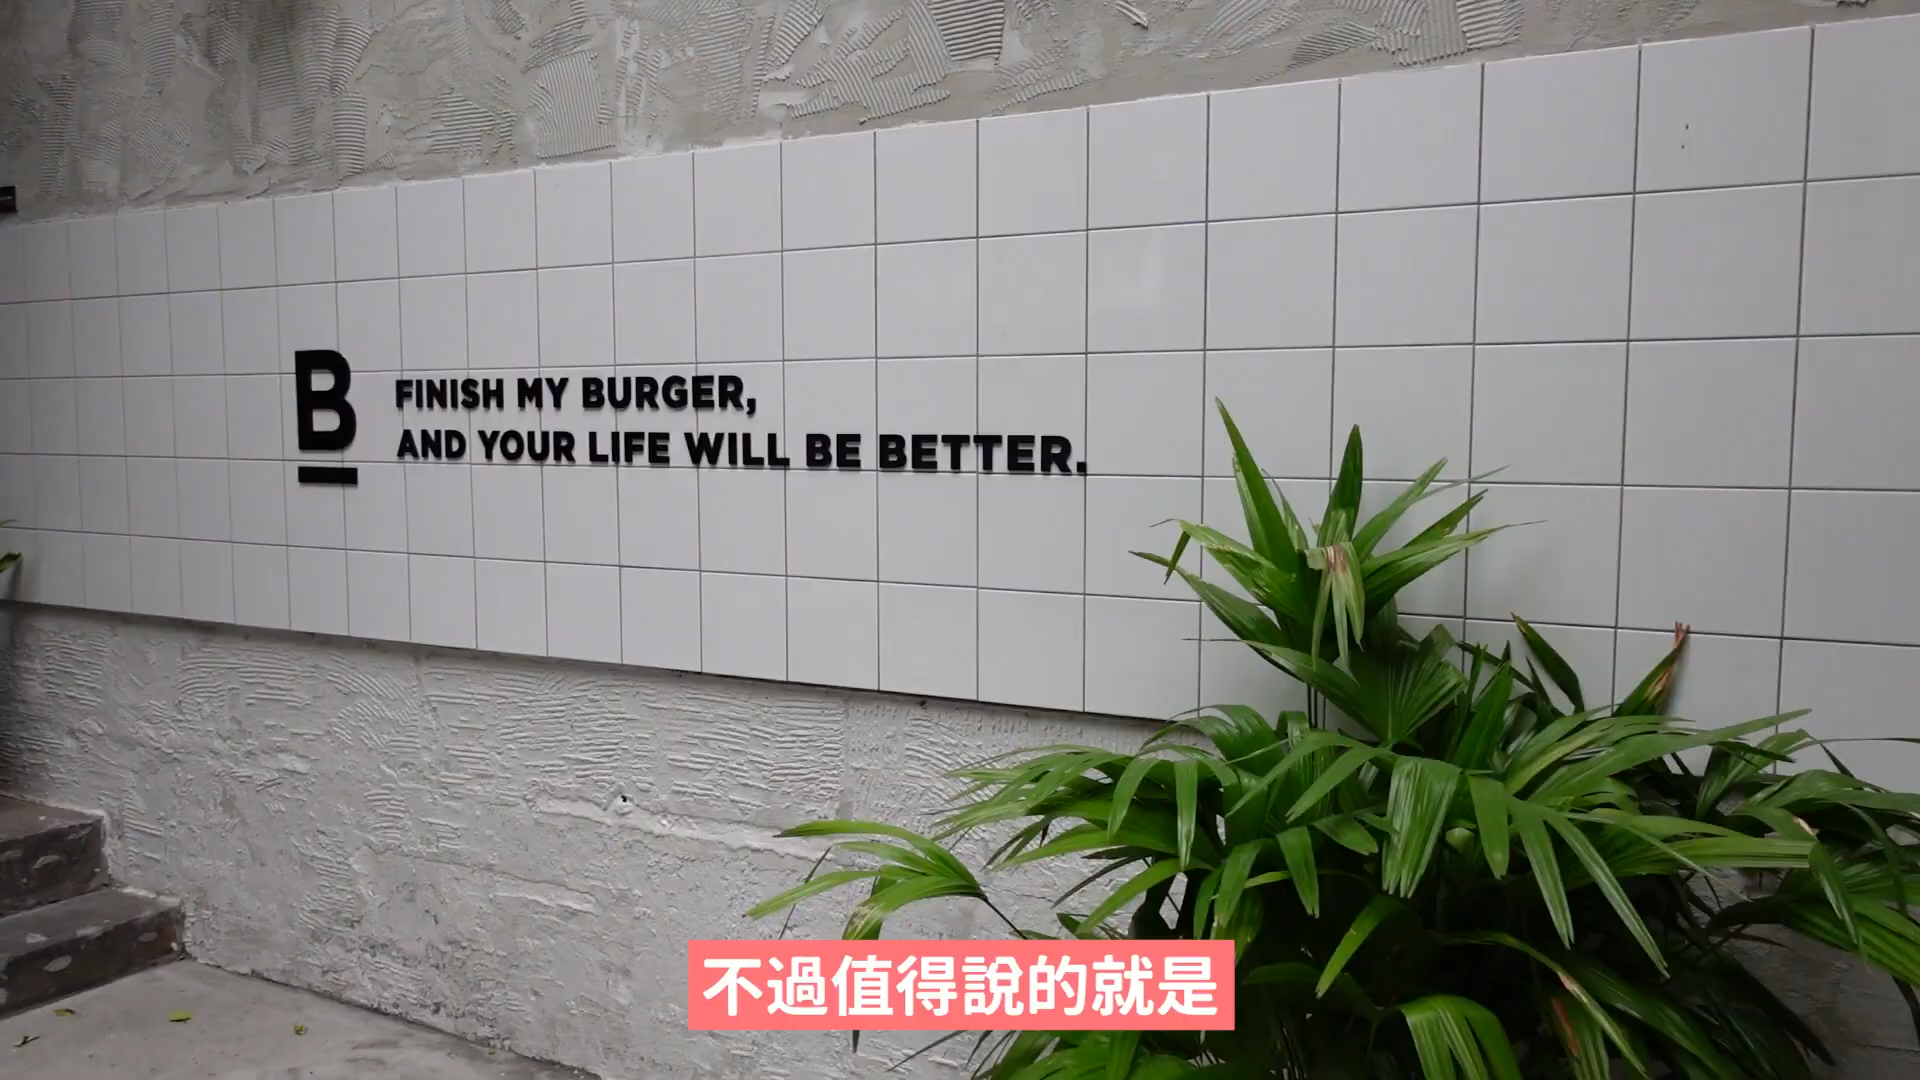 B
FINISH MY BURGER,
AND YOUR LIFE WILL BE BETTER.
不過值得說的就是